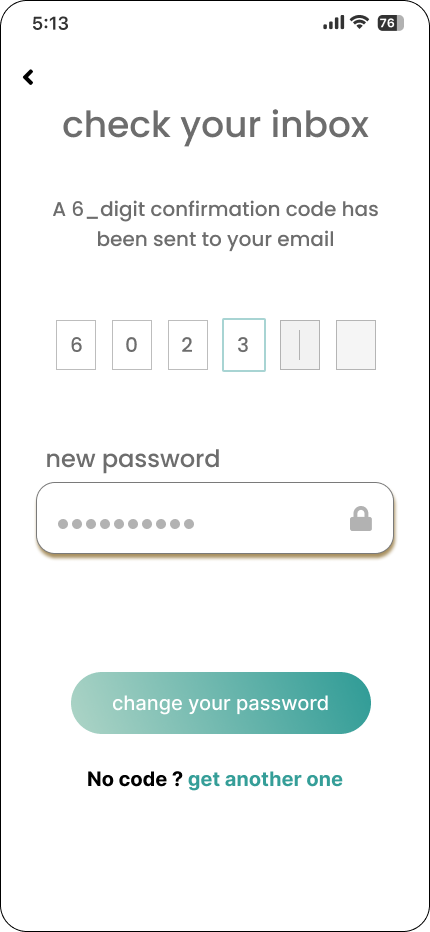 5:13
76
check your inbox
A 6_digit confirmation code has
been sent to your email
6 0 2 3
new password
change your password
No code ? get another one